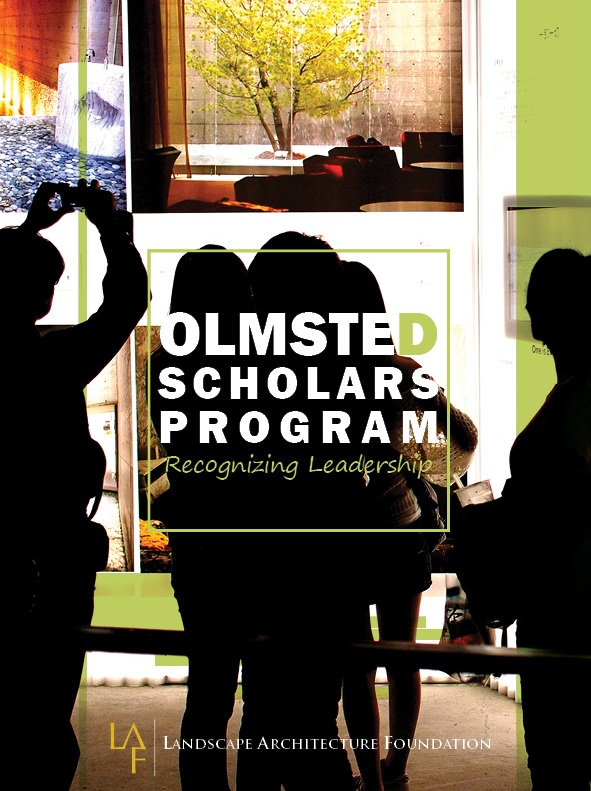 OLMSTED
SCHOLARS
PROGRAM
Recognizing Leadership
LAF
LANDSCAPE ARCHITECTURE FOUNDATION